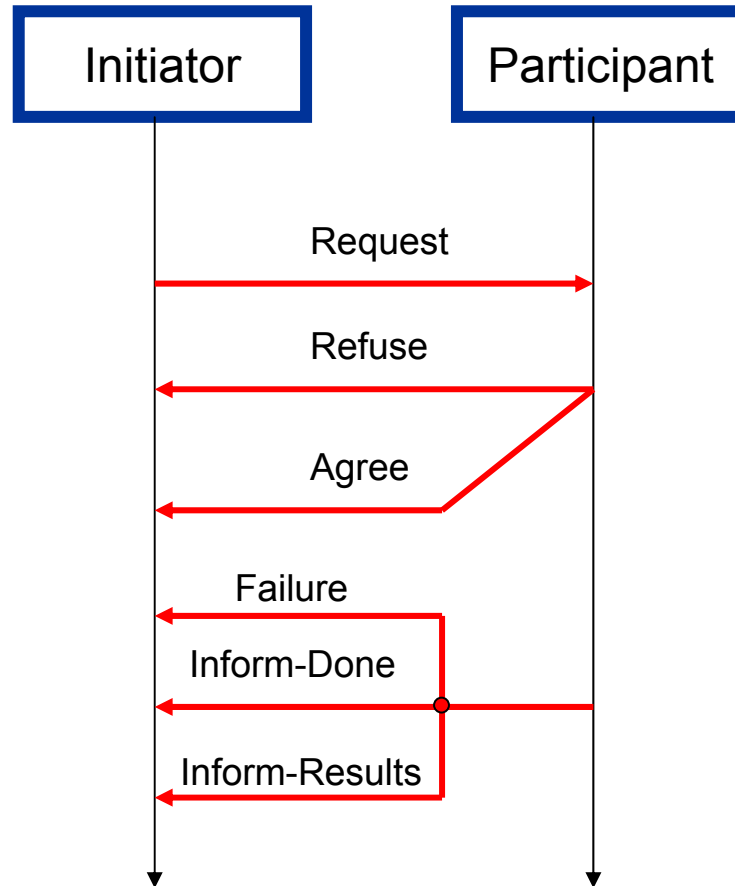 Initiator
Participant
Request
Refuse
Agree
Failure
Inform-Done
Inform-Results